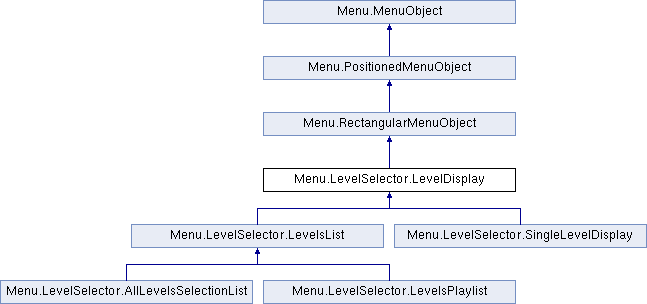 Menu.MenuObject
Menu.PositionedMenuObject
Menu.RectangularMenuObject
Menu.LevelSelector.LevelDisplay
Menu.LevelSelector.LevelsList
Menu.LevelSelector.SingleLevelDisplay
Menu.LevelSelector.AllLevelsSelectionList
Menu.LevelSelector.LevelsPlaylist